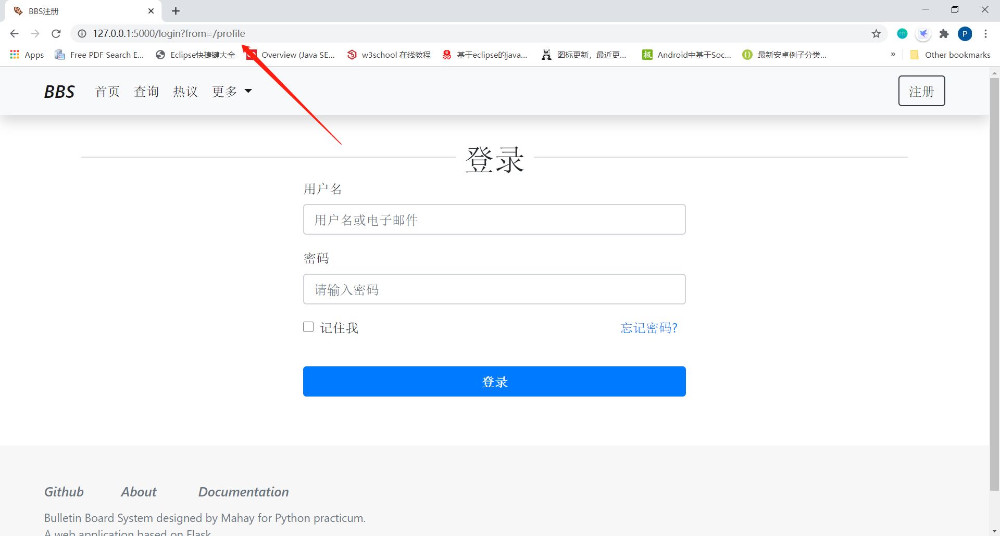 BBS注册
127.0.0.1:5000/login?from=/profile
P
Apps Free PDF Search E... Eclipse快捷键大全 Overview (Java SE... w3school 在线教程 基于eclipse的java... 图标更新，最近更... 极 Android中基于Soc... 最新安卓例子分类... » Other bookmarks
BBS 首页 查询 热议 更多 注册
登录
用户名
用户名或电子邮件
密码
请输入密码
记住我 忘记密码?
登录
Github About Documentation
Bulletin Board System designed by Mahay for Python practicum.
A web application based on Flask